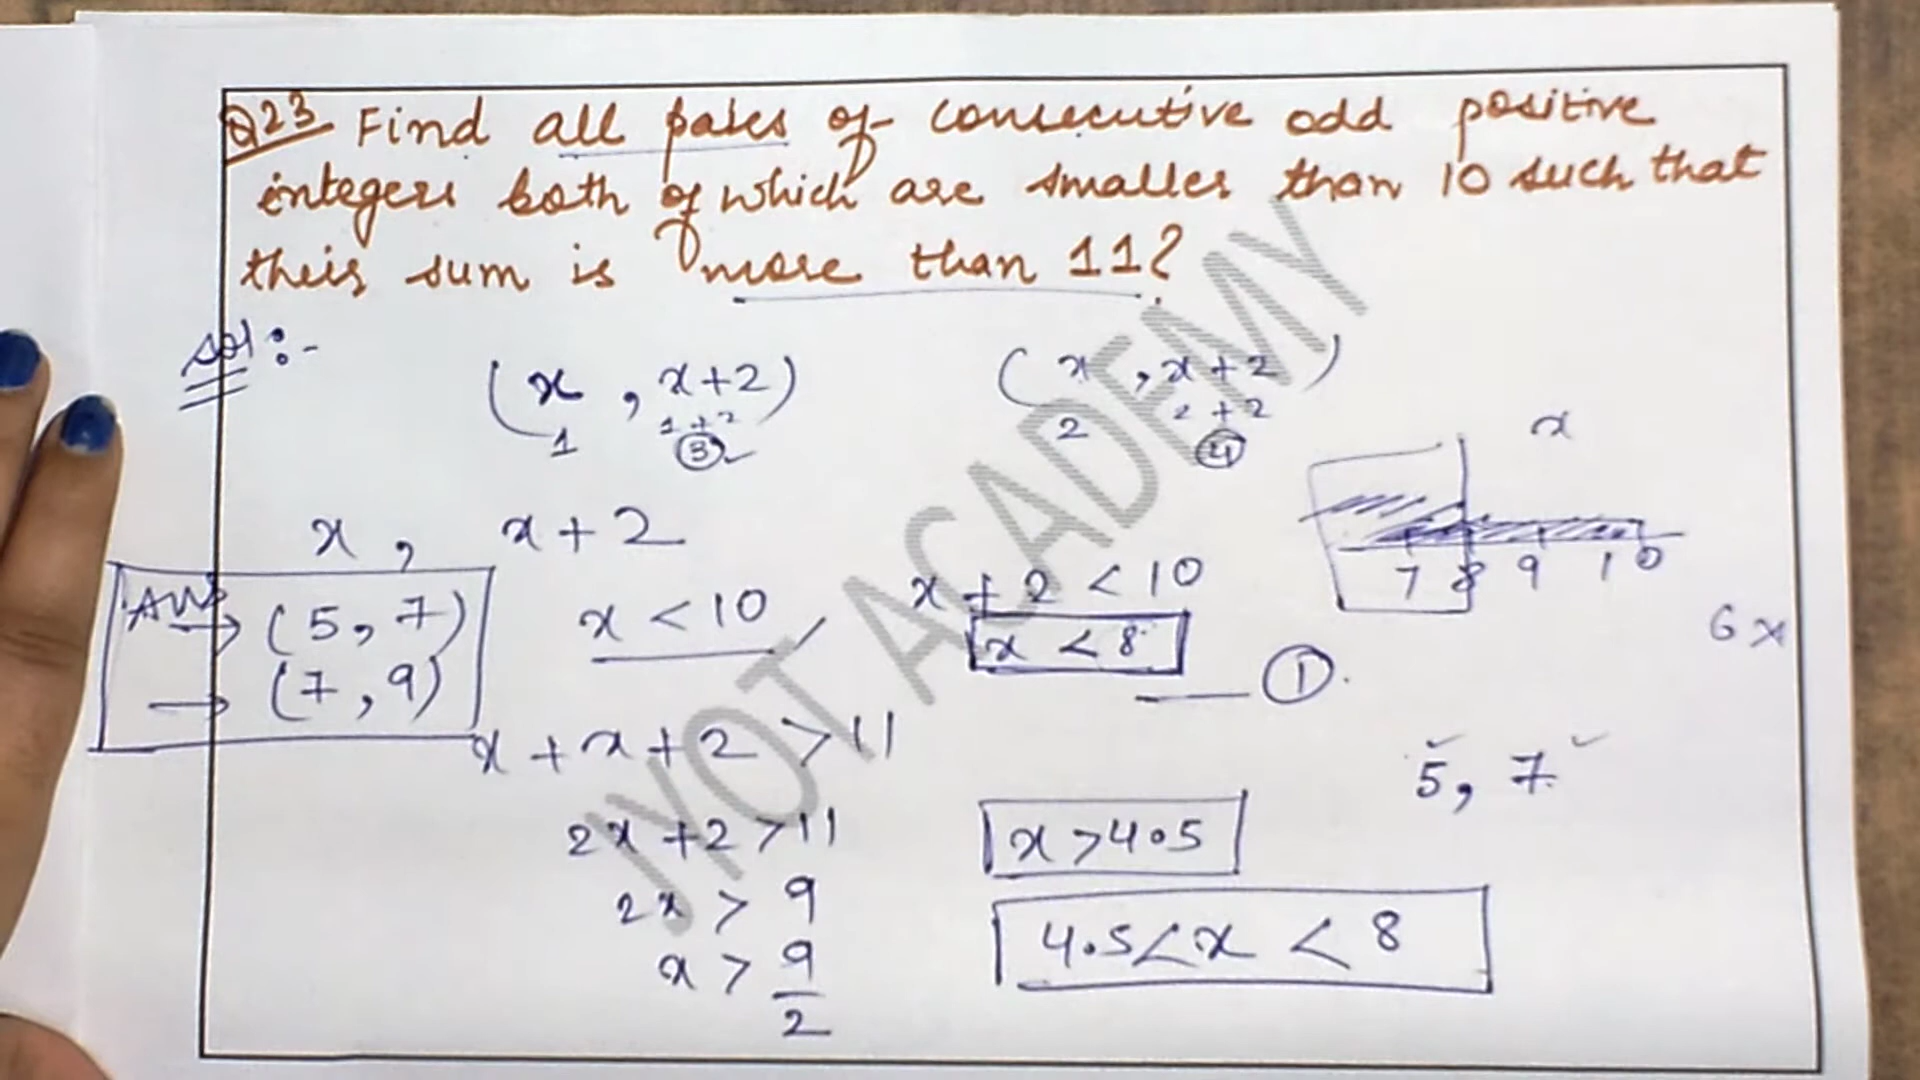 Q23 Find all pairs of consecutive odd positive
integers both of which are smaller than 10 such that
their sum is more than 11?
Sol:-
(x, x+2)
1 1+2
3
(x, x+2)
2 2+2
4
x
7 8 9 10
6x
x, x+2
Ans
→ (5, 7)
→ (7, 9)
x < 10
x + 2 < 10
x < 8
1
x + x + 2 > 11
5, 7
2x + 2 > 11
x > 4.5
2x > 9
4.5 < x < 8
x > 9/2
JYOT ACADEMY